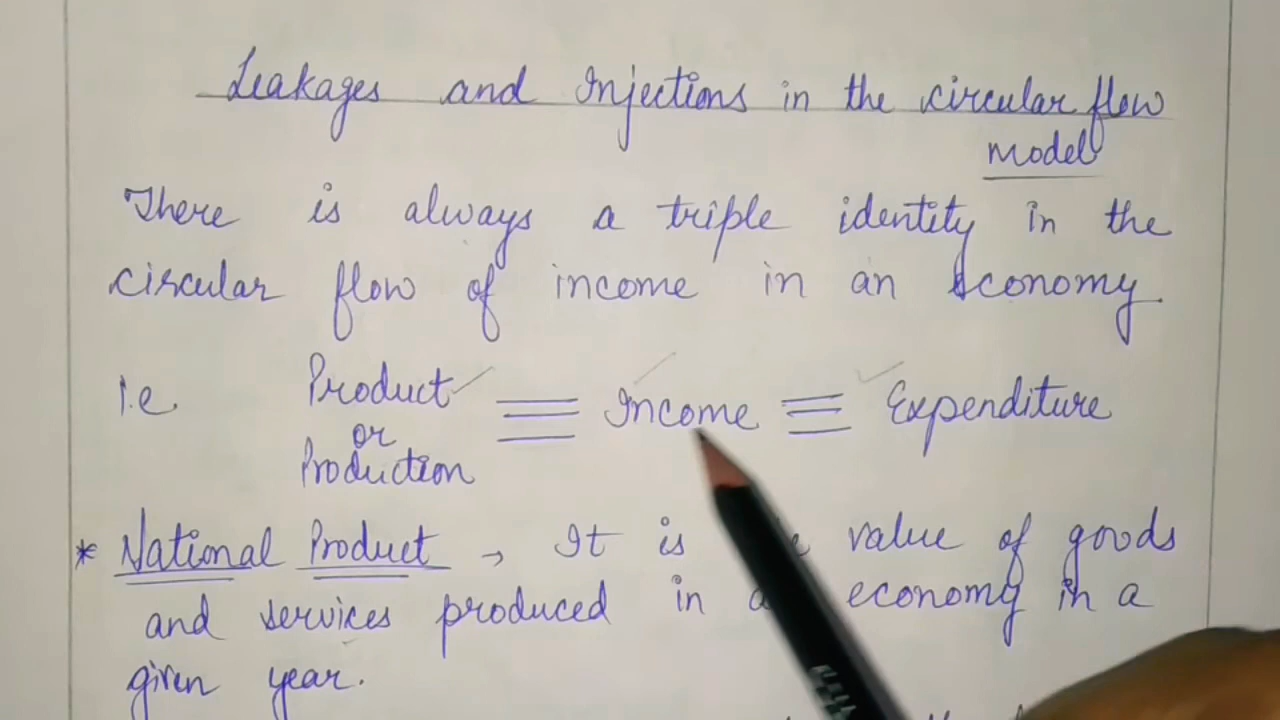 Leakages and Injections in the circular flow
Model
There is always a triple identity in the
circular flow of income in an Economy.
i.e. Product ≡ Income ≡ Expenditure
or
Production
* National Product → It is value of goods
and services produced in economy in a
given year.